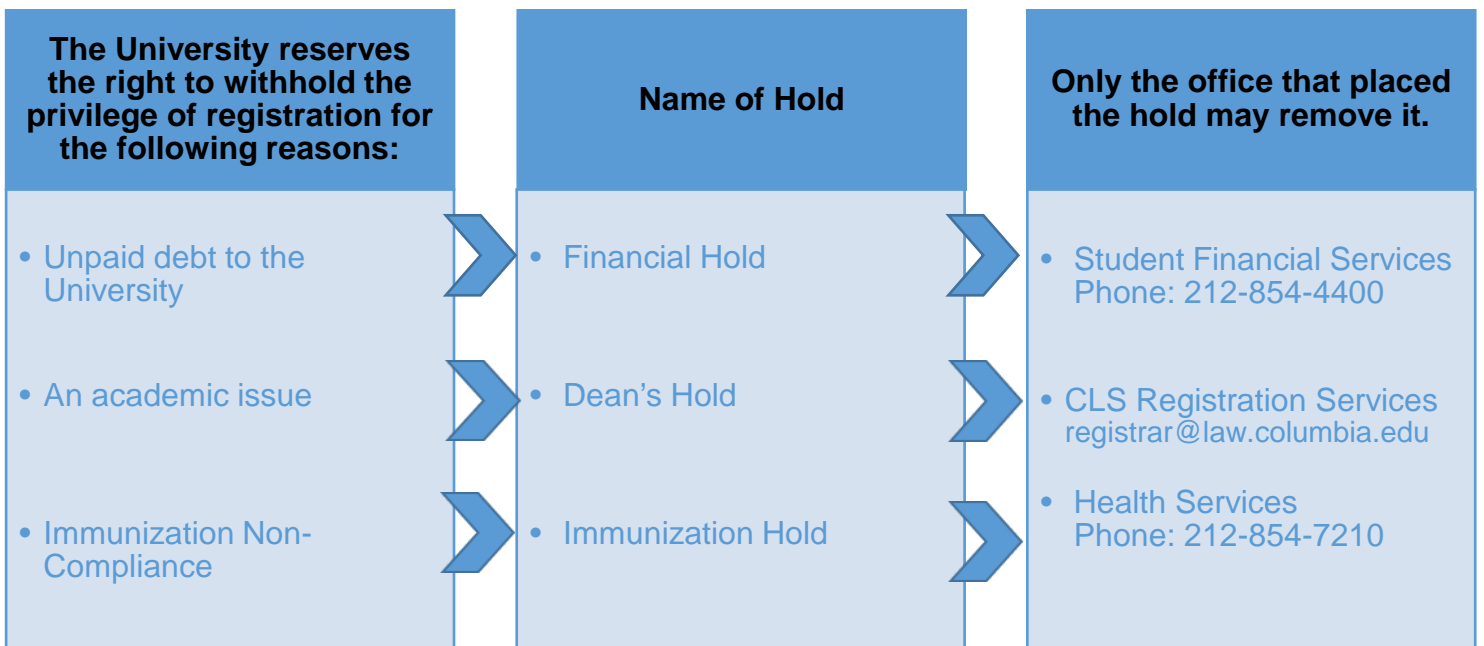 The University reserves
the right to withhold the
privilege of registration for
the following reasons:
Name of Hold
Only the office that placed
the hold may remove it.
• Unpaid debt to the
University
• Financial Hold
• Student Financial Services
Phone: 212-854-4400
• An academic issue
• Dean’s Hold
• CLS Registration Services
registrar@law.columbia.edu
• Immunization Non-
Compliance
• Immunization Hold
• Health Services
Phone: 212-854-7210